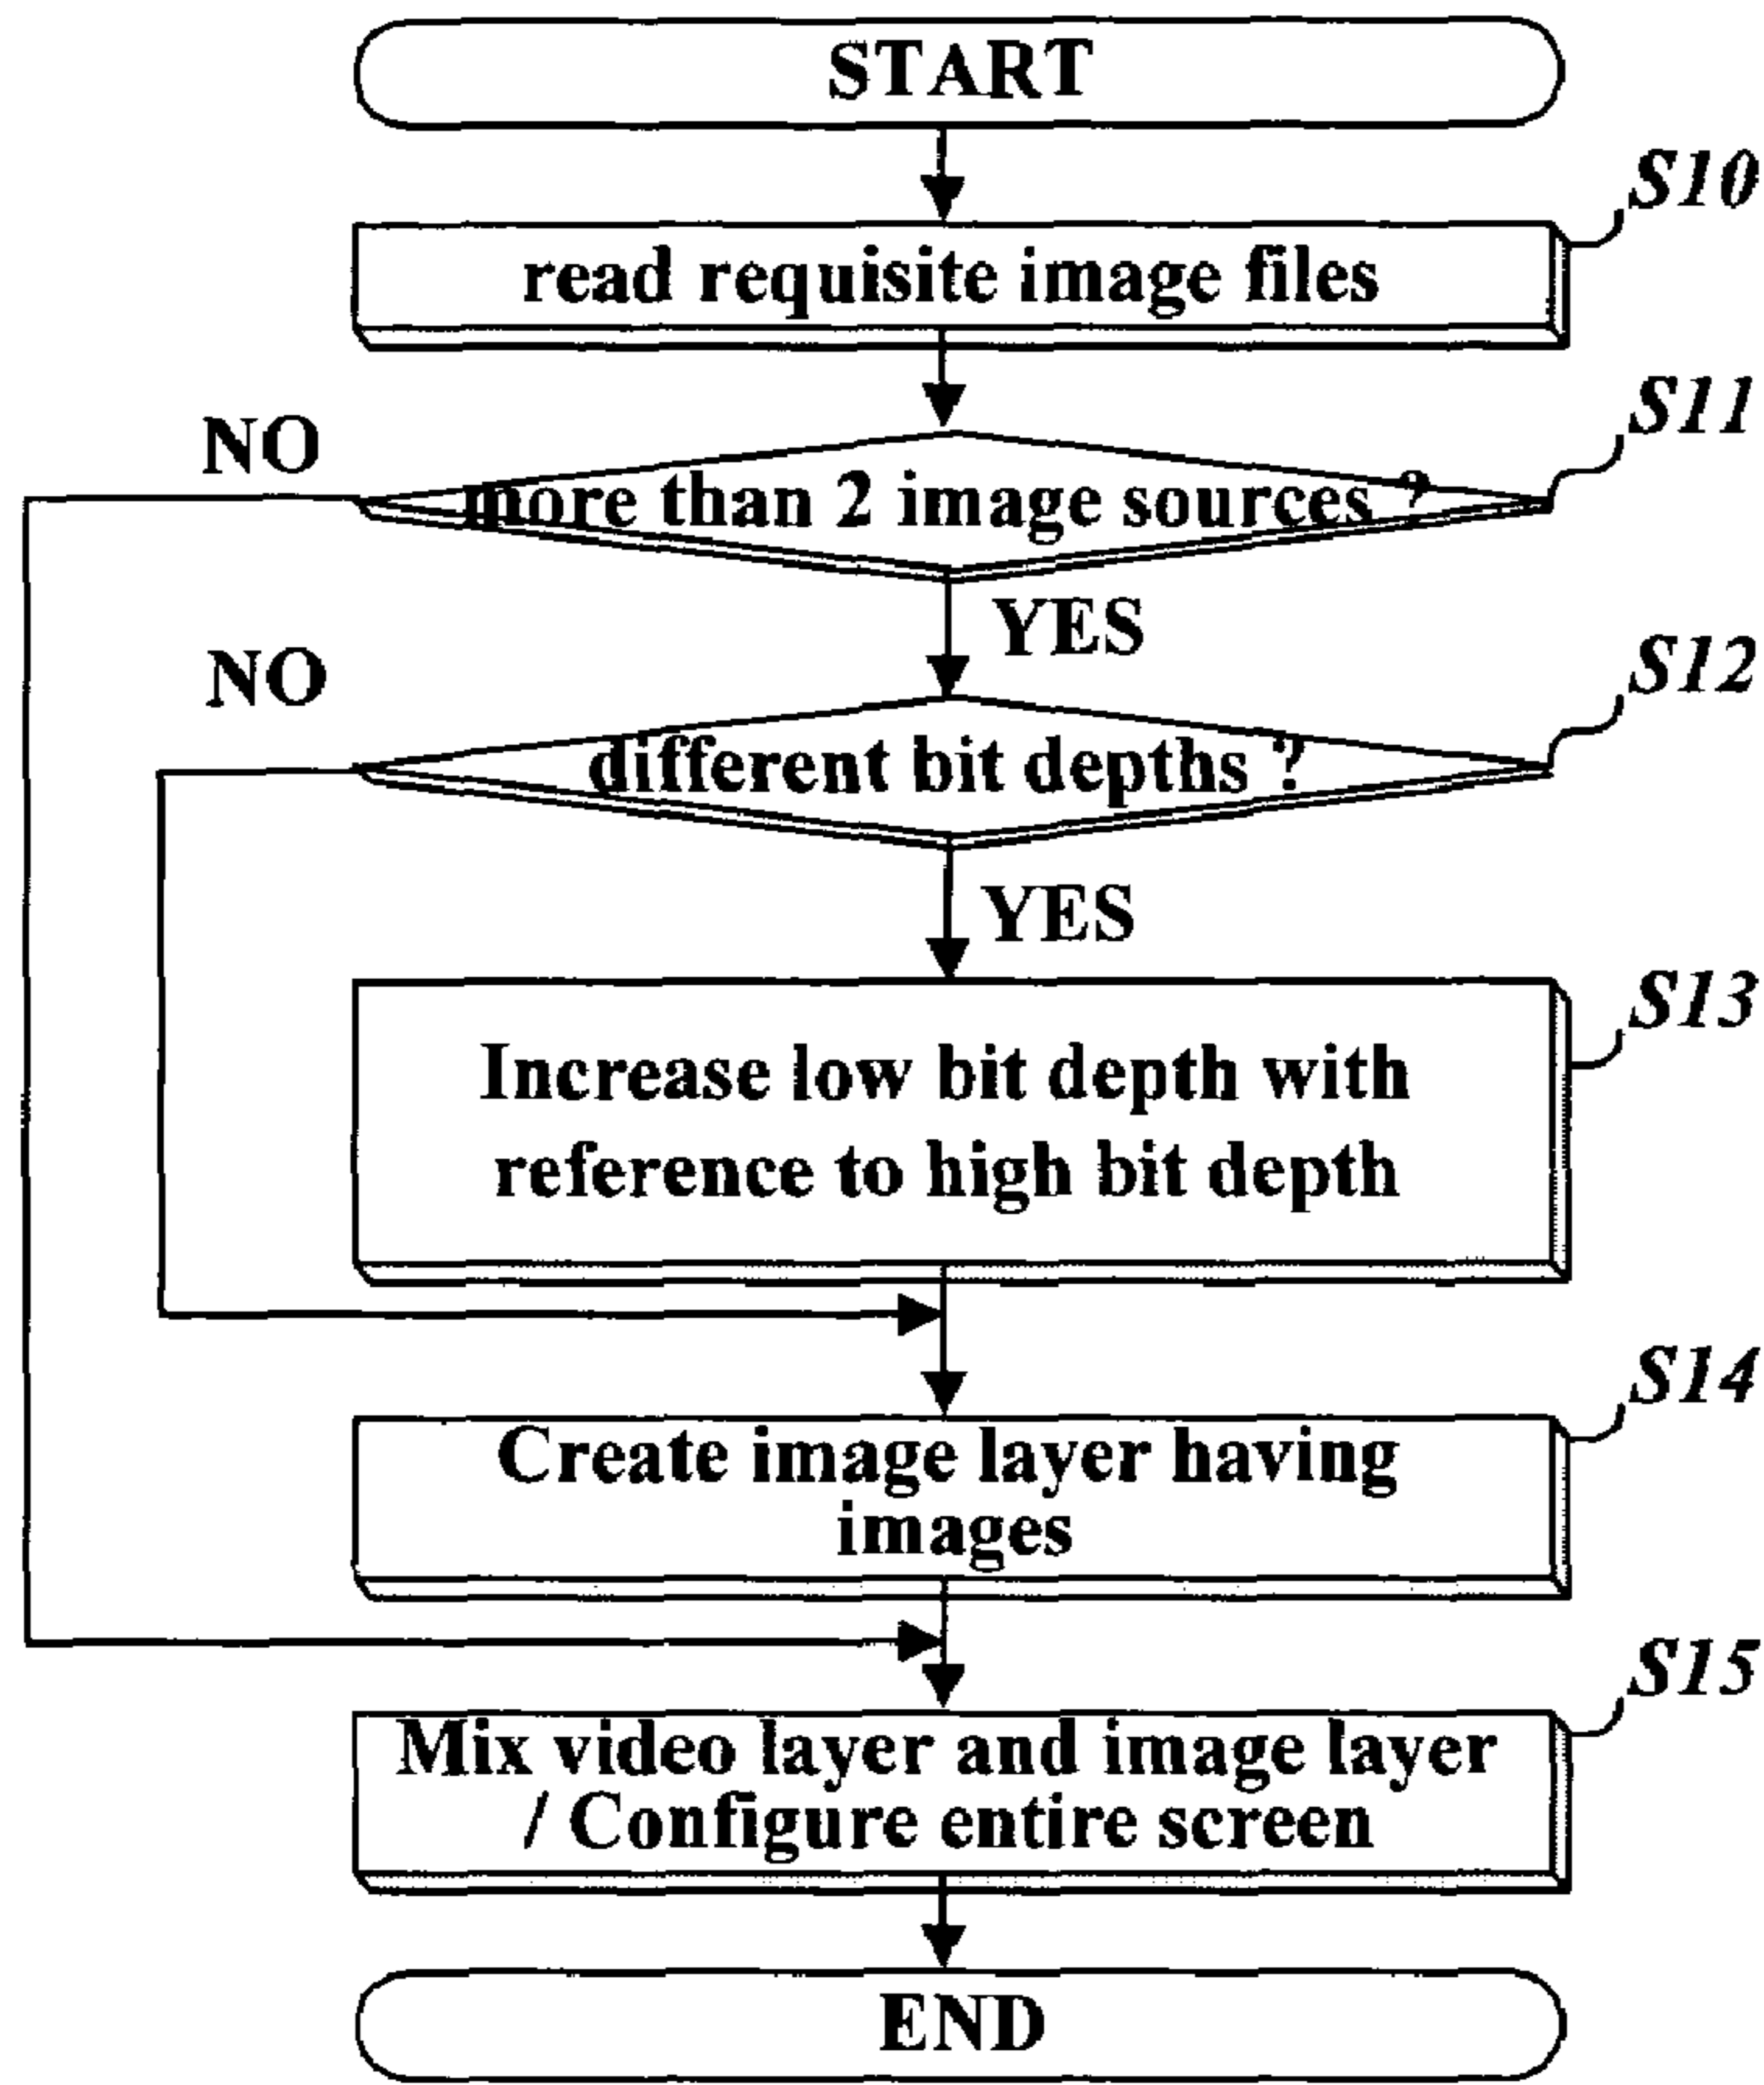 START
S10
read requisite image files
S11
NO
more than 2 image sources ?
YES
S12
NO
different bit depths ?
YES
S13
Increase low bit depth with
reference to high bit depth
S14
Create image layer having
images
S15
Mix video layer and image layer
/ Configure entire screen
END